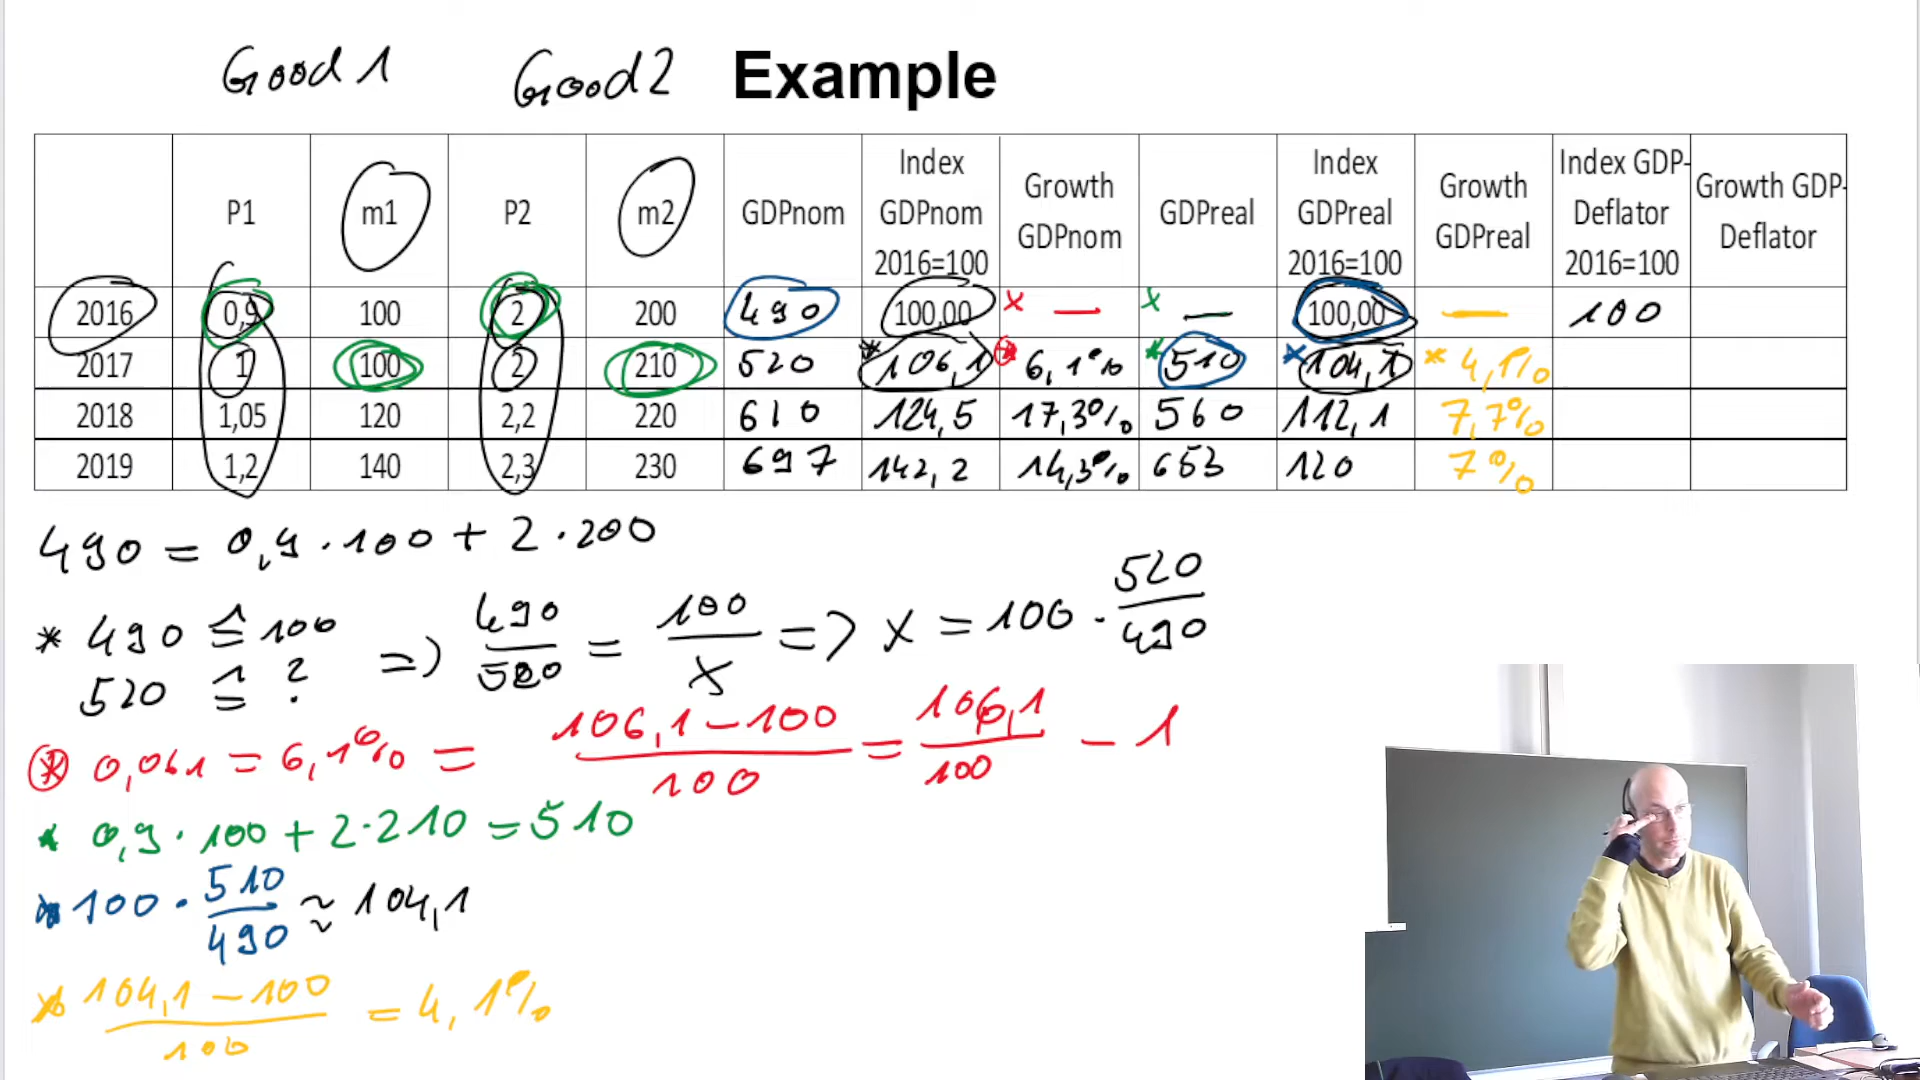 Good 1 Good 2 Example
P1 m1 P2 m2 GDPnom Index GDPnom 2016=100 Growth GDPnom GDPreal Index GDPreal 2016=100 Growth GDPreal Index GDP-Deflator 2016=100 Growth GDP-Deflator
2016 0,9 100 2 200 490 100,00 x — x — 100,00 — 100
2017 1 100 2 210 520 * 106,1 * 6,1% * 510 * 104,1 * 4,1%
2018 1,05 120 2,2 220 610 124,5 17,3% 560 112,1 7,7%
2019 1,2 140 2,3 230 697 142,2 14,3% 653 120 7%
490 = 0,9 · 100 + 2 · 200
* 490 ≙ 100 => 490/520 = 100/x => x = 100 · 520/490
520 ≙ ?
* 0,061 = 6,1% = 106,1 - 100 / 100 = 106,1/100 - 1
* 0,9 · 100 + 2 · 210 = 510
* 100 · 510/490 ≈ 104,1
* 104,1 - 100 / 100 = 4,1%